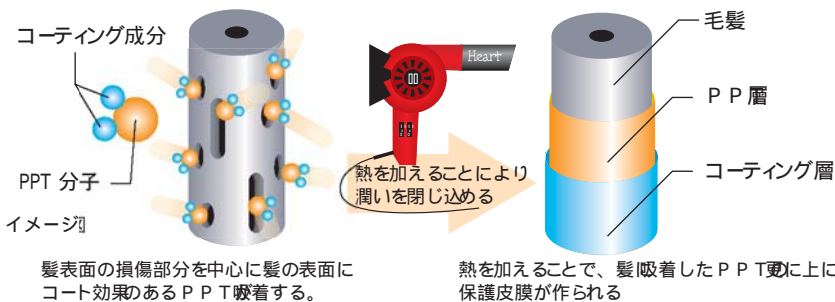 コーティング成分
PPT 分子
イメージ
Heart
熱を加えることにより
潤いを閉じ込める
毛髪
ＰＰ層
コーティング層
髪表面の損傷部分を中心に髪の表面に
コート効果のあるＰＰＴ吸着する。
熱を加えることで、髪に吸着したＰＰＴの更に上に
保護皮膜が作られる